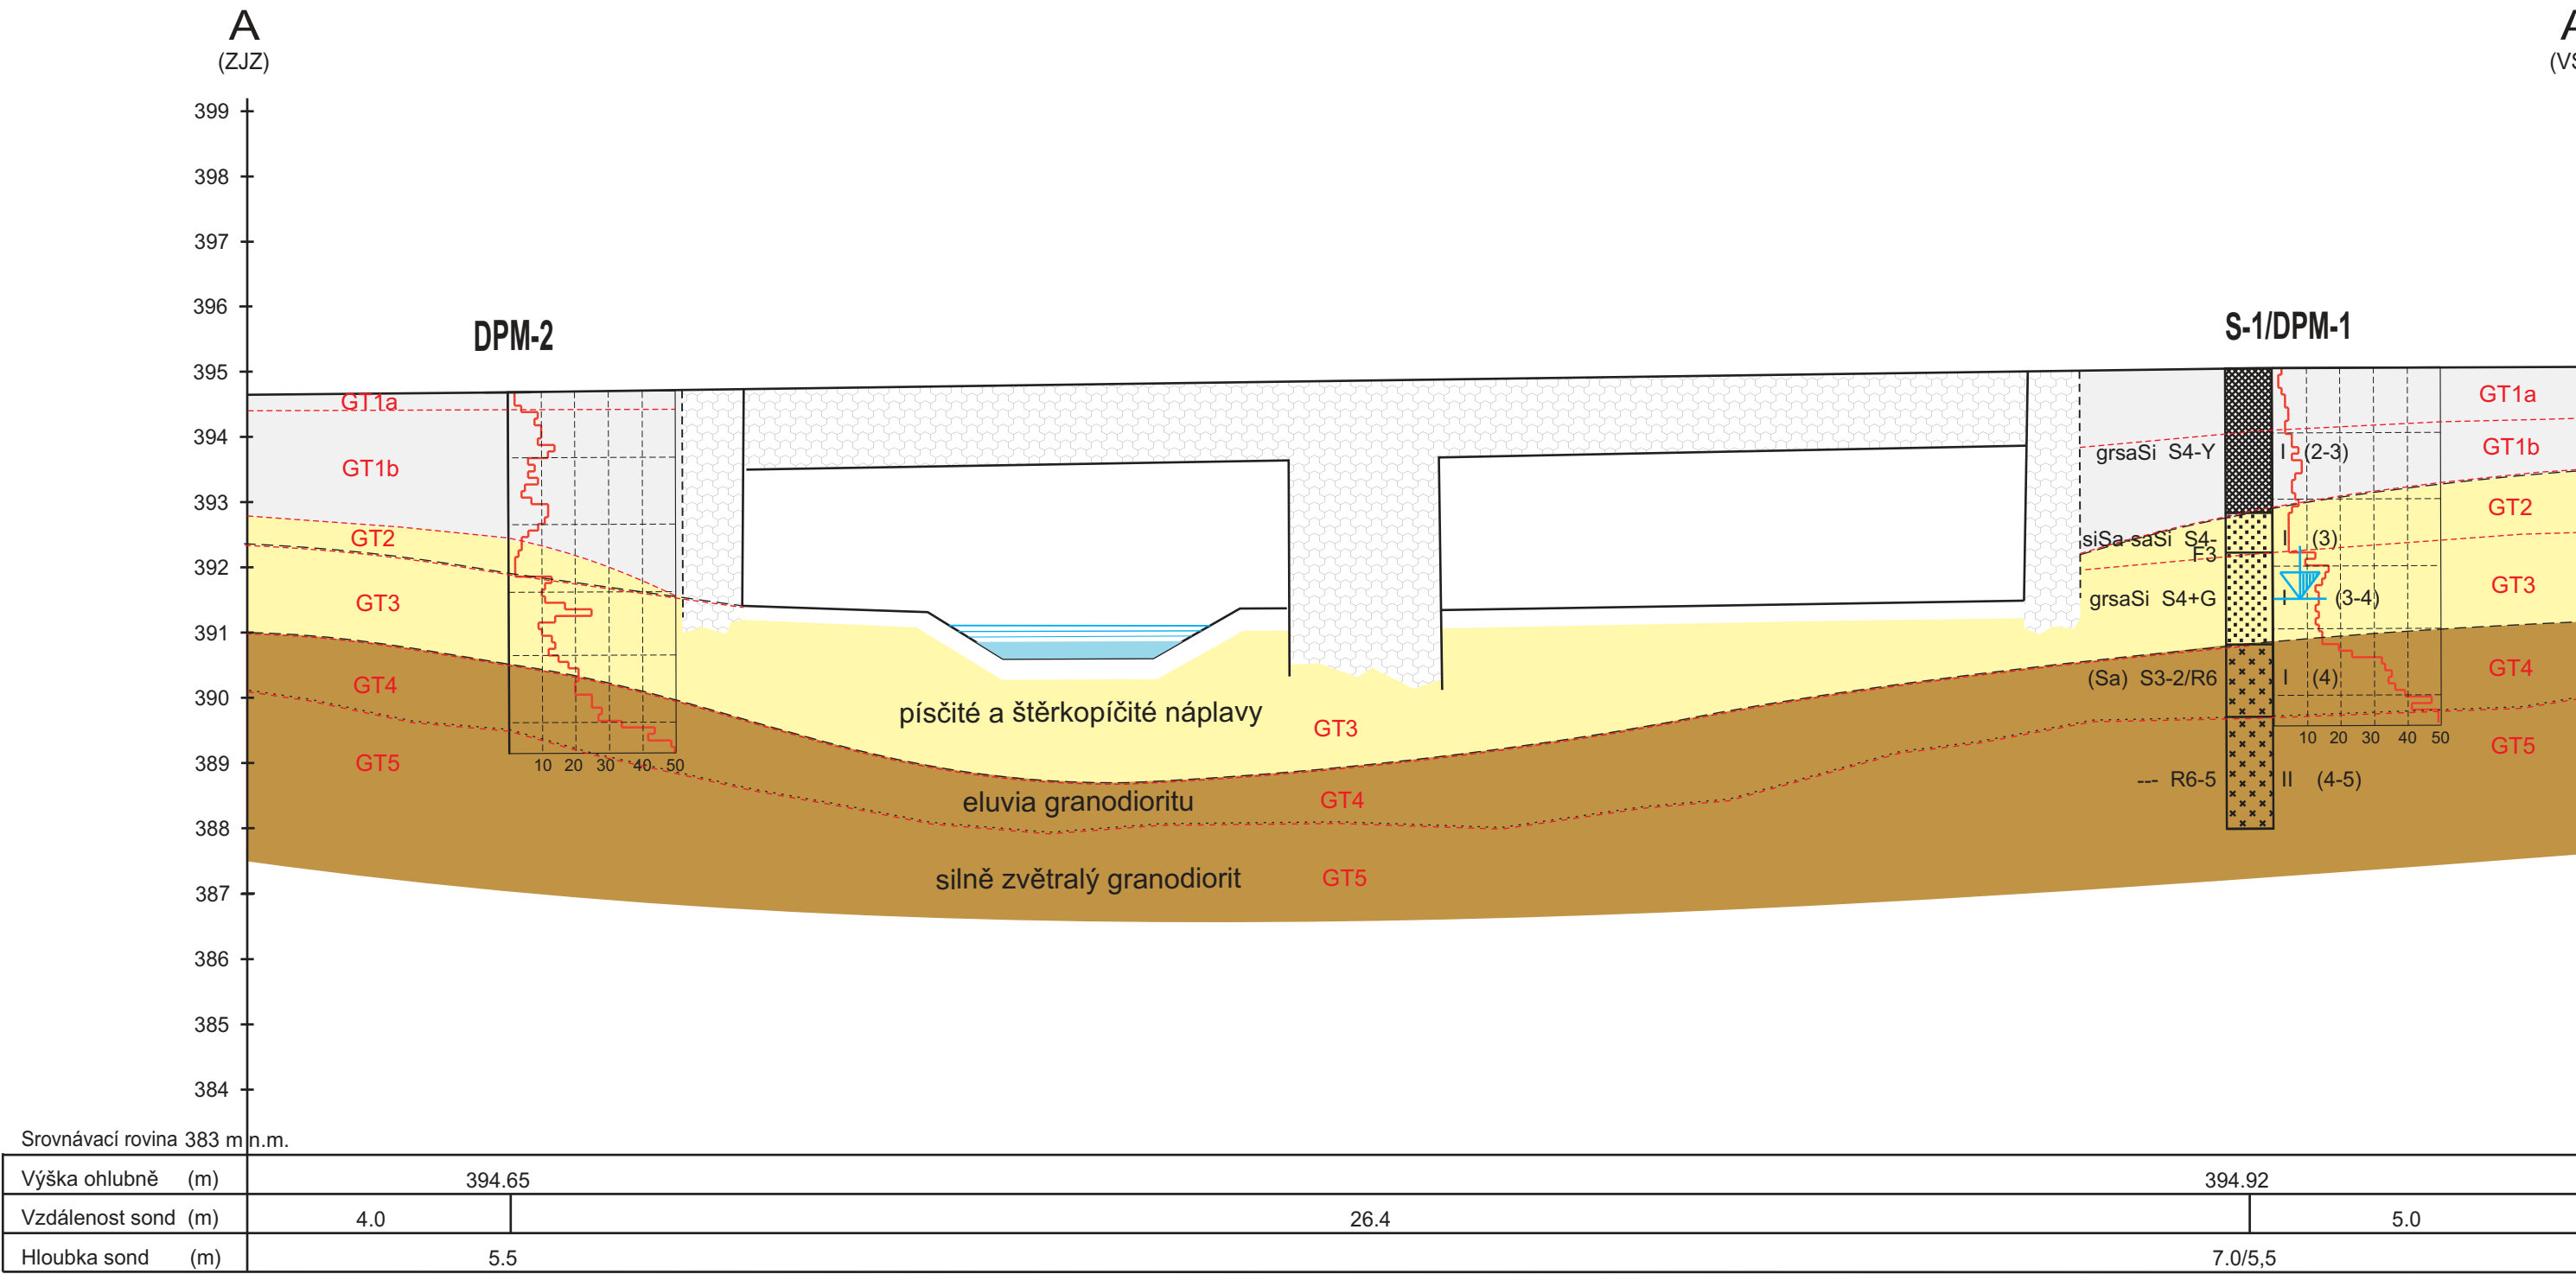 A
(ZJZ)
A
(VS
399
398
397
396
395
394
393
392
391
390
389
388
387
386
385
384
DPM-2
S-1/DPM-1
GT1a
GT1b
GT2
GT3
GT4
GT5
10 20 30 40 50
písčité a štěrkopíčité náplavy
GT3
eluvia granodioritu
GT4
silně zvětralý granodiorit
GT5
grsaSi S4-Y
I (2-3)
siSa-saSi S4-
F3
I (3)
grsaSi S4+G
I (3-4)
(Sa) S3-2/R6
I (4)
--- R6-5
II (4-5)
10 20 30 40 50
GT1a
GT1b
GT2
GT3
GT4
GT5
Srovnávací rovina 383 m n.m.
Výška ohlubně (m) 394.65 394.92
Vzdálenost sond (m) 4.0 26.4 5.0
Hloubka sond (m) 5.5 7.0/5,5